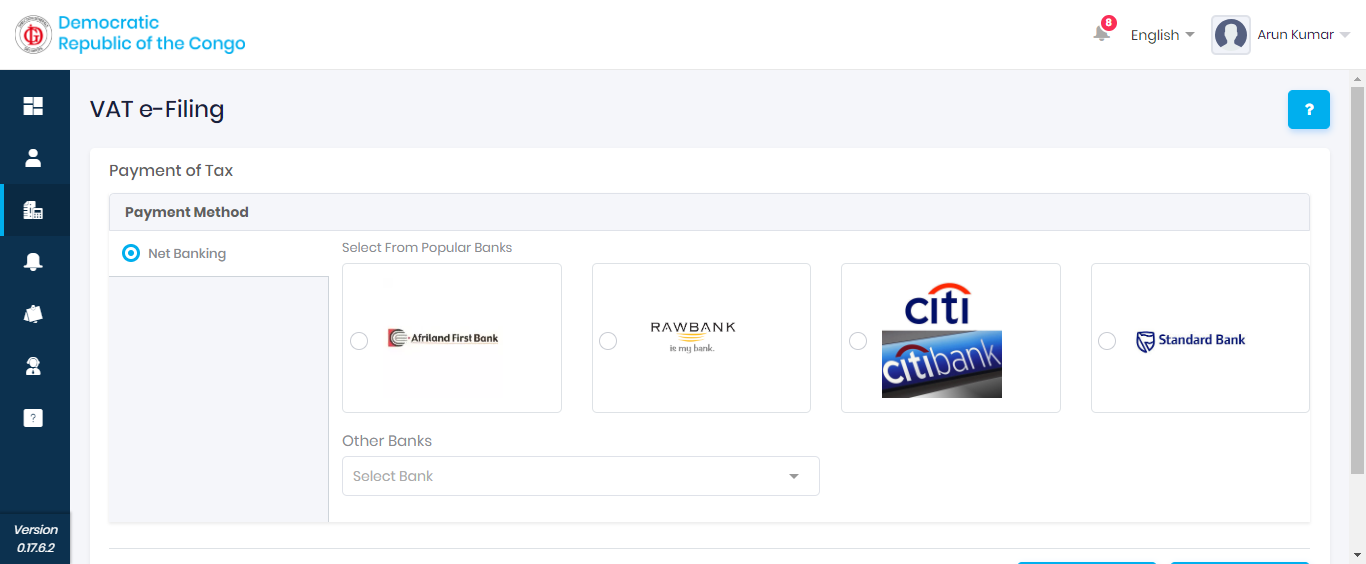 Democratic
Republic of the Congo
8
English
Arun Kumar
VAT e-Filing
?
Payment of Tax
Payment Method
Net Banking
Select From Popular Banks
Afriland First Bank
RAWBANK
is my bank.
citi
citibank
Standard Bank
Other Banks
Select Bank
?
Version
0.17.6.2